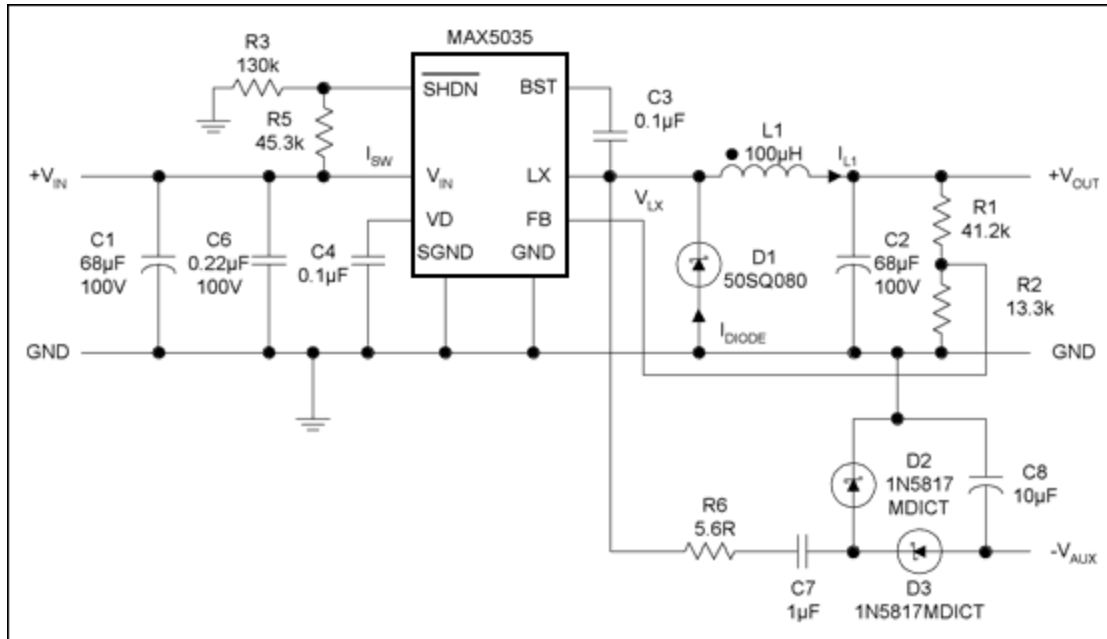 MAX5035
R3
130k
SHDN
BST
C3
0.1µF
R5
45.3k
L1
100µH
I_SW
I_L1
+V_IN
V_IN
LX
+V_OUT
V_LX
R1
41.2k
VD
FB
C1
68µF
100V
C6
0.22µF
100V
C4
0.1µF
SGND
GND
D1
50SQ080
C2
68µF
100V
R2
13.3k
I_DIODE
GND
GND
D2
1N5817
MDICT
C8
10µF
R6
5.6R
-V_AUX
C7
1µF
D3
1N5817MDICT